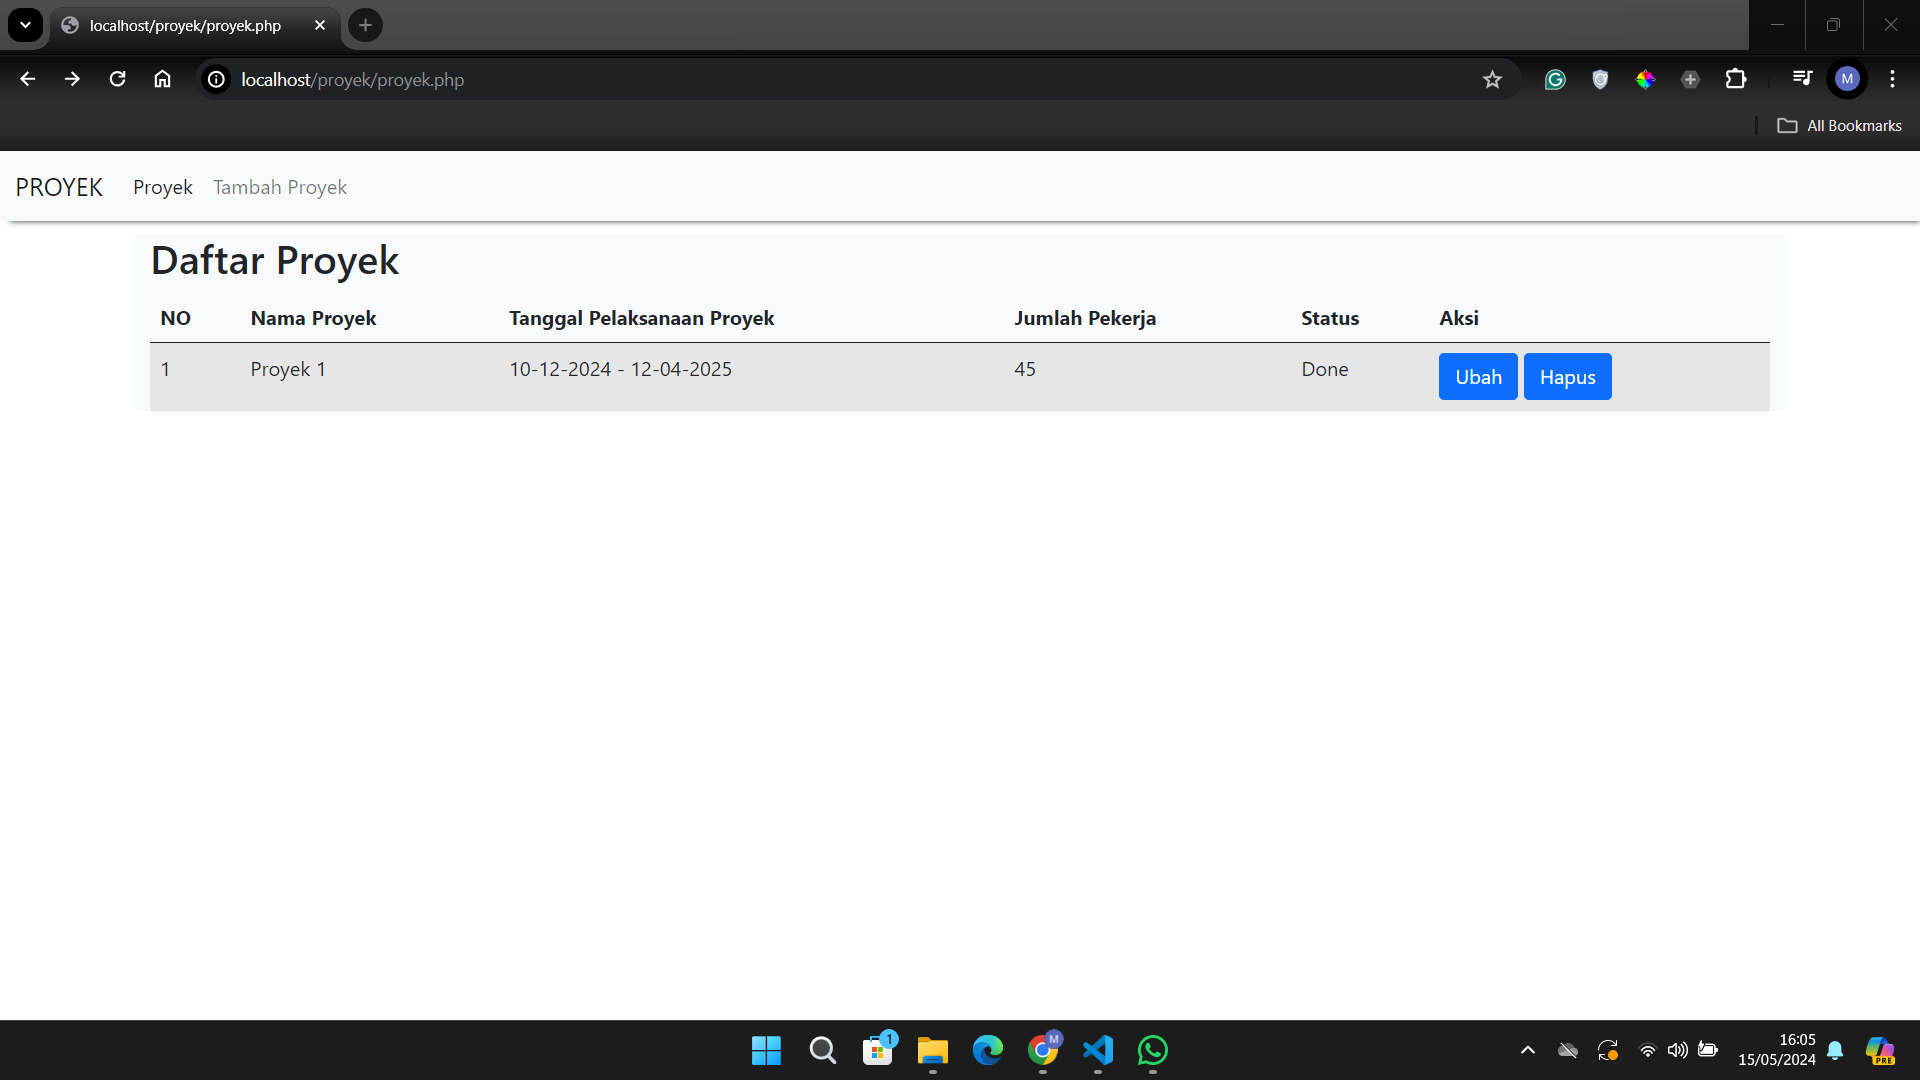 localhost/proyek/proyek.php
localhost/proyek/proyek.php
M
All Bookmarks
PROYEK Proyek Tambah Proyek
Daftar Proyek
NO Nama Proyek Tanggal Pelaksanaan Proyek Jumlah Pekerja Status Aksi
1 Proyek 1 10-12-2024 - 12-04-2025 45 Done Ubah Hapus
1
M
16:05
15/05/2024
PRE